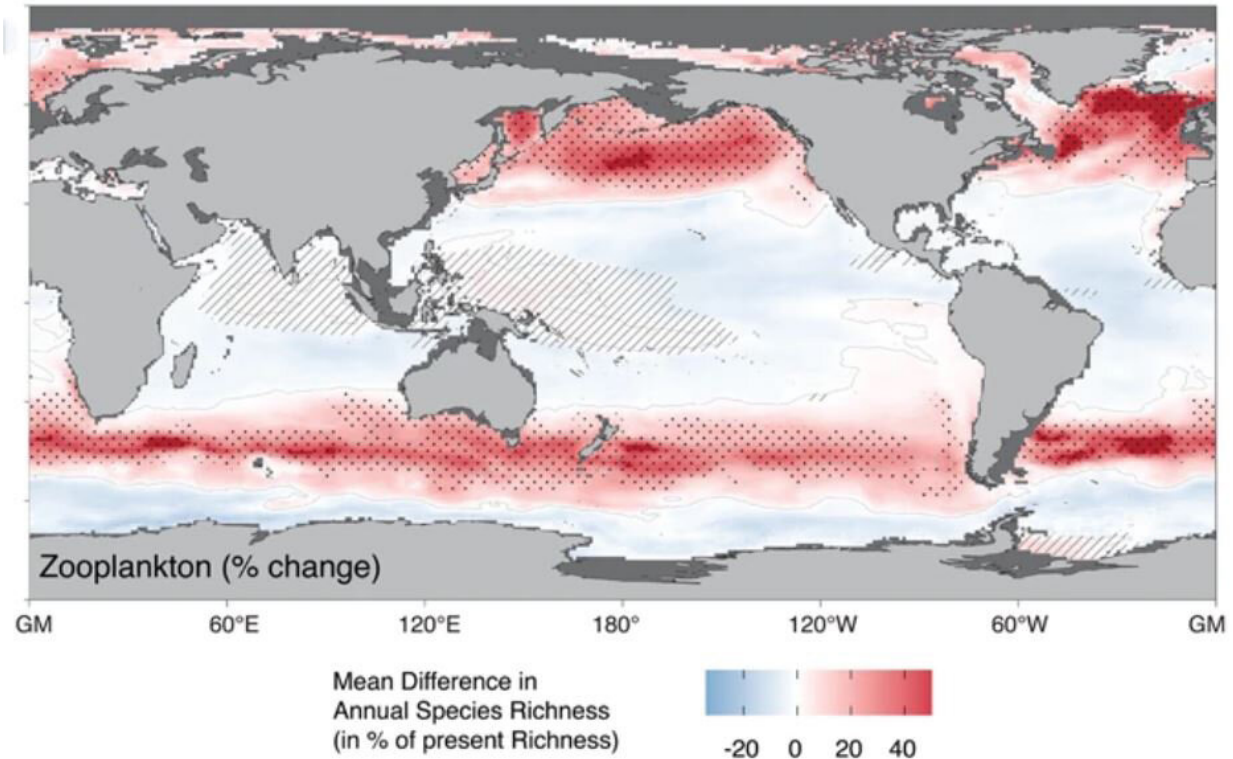 Zooplankton (% change)
GM 60°E 120°E 180° 120°W 60°W GM
Mean Difference in
Annual Species Richness
(in % of present Richness)
-20 0 20 40